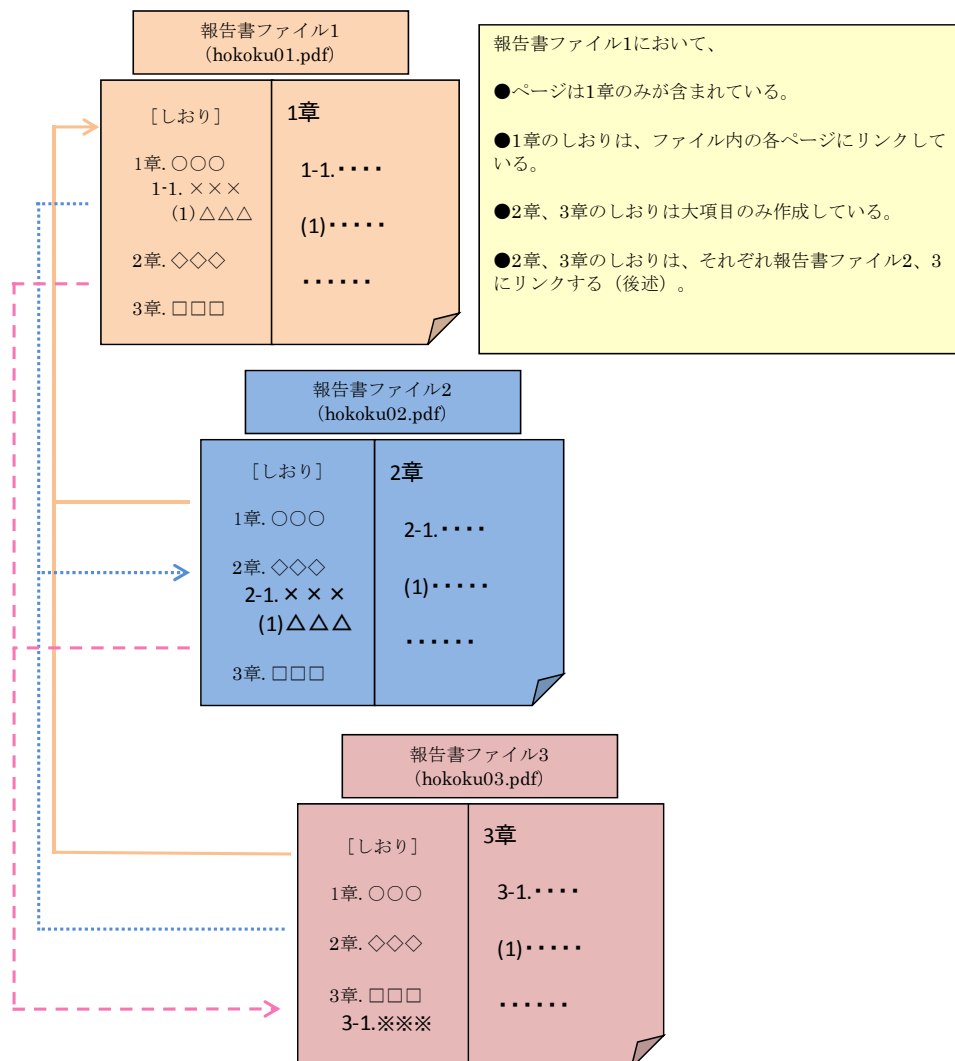 報告書ファイル1
(hokoku01.pdf)
[しおり]
1章. ○○○
1-1. ×××
(1)△△△
2章. ◇◇◇
3章. □□□
1章
1-1.････
(1)･････
･･････
報告書ファイル1において、
●ページは1章のみが含まれている。
●1章のしおりは、ファイル内の各ページにリンクして
いる。
●2章、3章のしおりは大項目のみ作成している。
●2章、3章のしおりは、それぞれ報告書ファイル2、3
にリンクする（後述）。
報告書ファイル2
(hokoku02.pdf)
[しおり]
1章. ○○○
2章. ◇◇◇
2-1.×××
(1)△△△
3章. □□□
2章
2-1.････
(1)･････
･･････
報告書ファイル3
(hokoku03.pdf)
[しおり]
1章. ○○○
2章. ◇◇◇
3章. □□□
3-1.※※※
3章
3-1.････
(1)･････
･･････